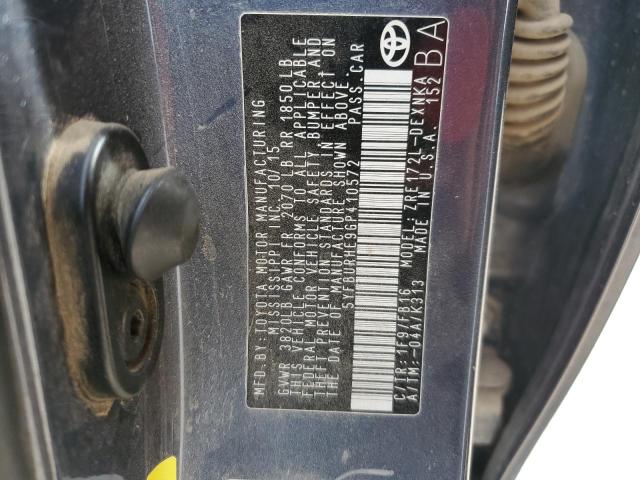 MFD.BY: TOYOTA MOTOR MANUFACTURING
MISSISSIPPI INC. 10/15
GVWR 3820LB GAWR FR 2070 LB RR 1850LB
THIS VEHICLE CONFORMS TO ALL APPLICABLE
FEDERAL MOTOR VEHICLE SAFETY BUMPER AND
THEFT PREVENTION STANDARDS IN EFFECT ON
THE DATE OF MANUFACTURE SHOWN ABOVE.
PASS. CAR
C/TR: 1F9/FB16 MODEL: ZRE172L-DEXNKA
A/TM: -04A/K313 MADE IN U.S.A. 152
BA